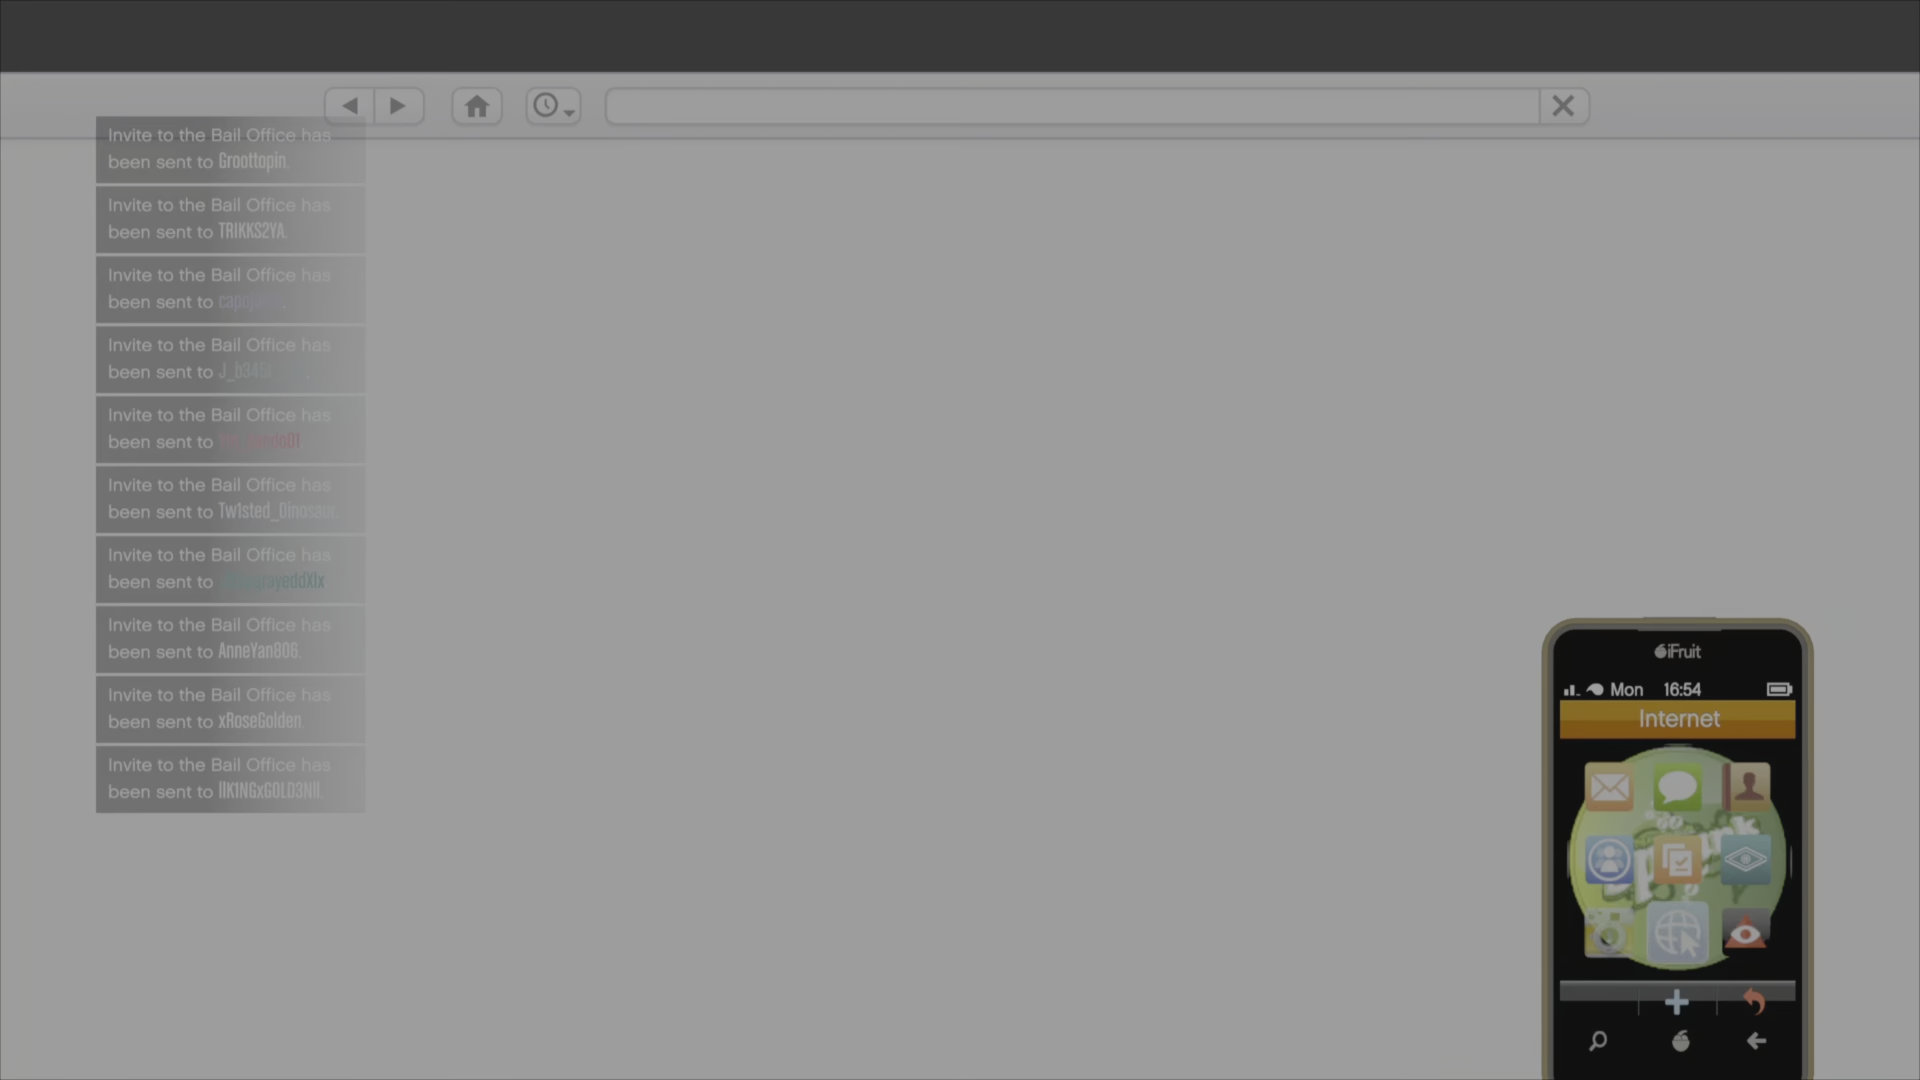 Invite to the Bail Office has
been sent to Groottopin.
Invite to the Bail Office has
been sent to TRIKKS2YA.
Invite to the Bail Office has
been sent to
Invite to the Bail Office has
been sent to
Invite to the Bail Office has
been sent to
Invite to the Bail Office has
been sent to Tw1sted_Dinosaur.
Invite to the Bail Office has
been sent to
Invite to the Bail Office has
been sent to AnneYan806.
Invite to the Bail Office has
been sent to xRoseGolden
Invite to the Bail Office has
been sent to
iFruit
Mon 16:54
Internet